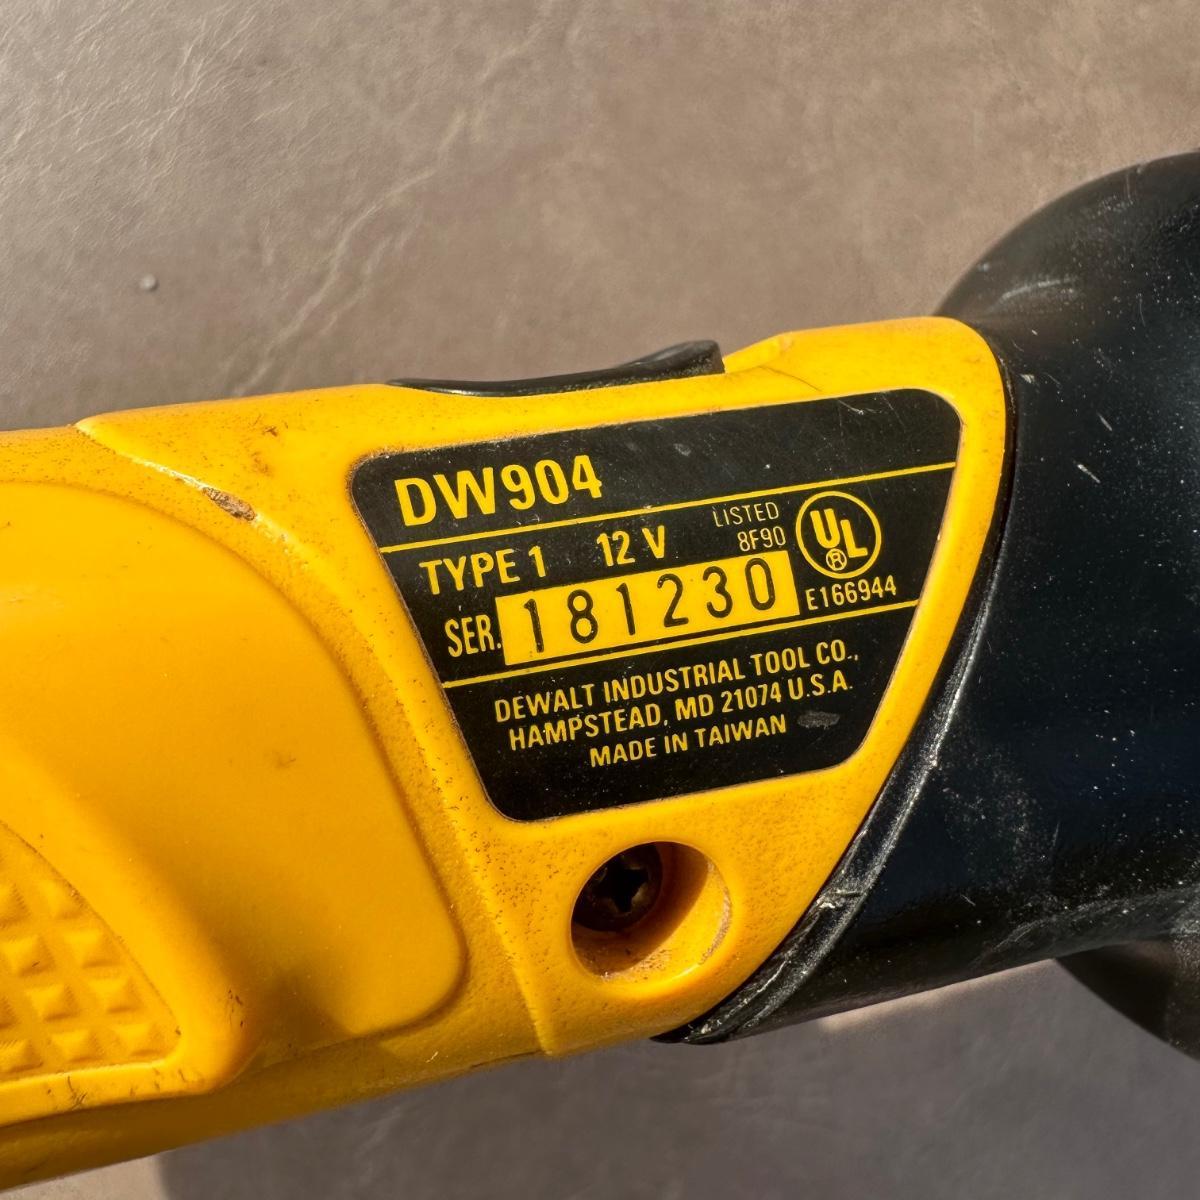 DW904
TYPE 1 12 V LISTED 8F90 UL ®
SER. 181230 E166944
DEWALT INDUSTRIAL TOOL CO.,
HAMPSTEAD, MD 21074 U.S.A.
MADE IN TAIWAN